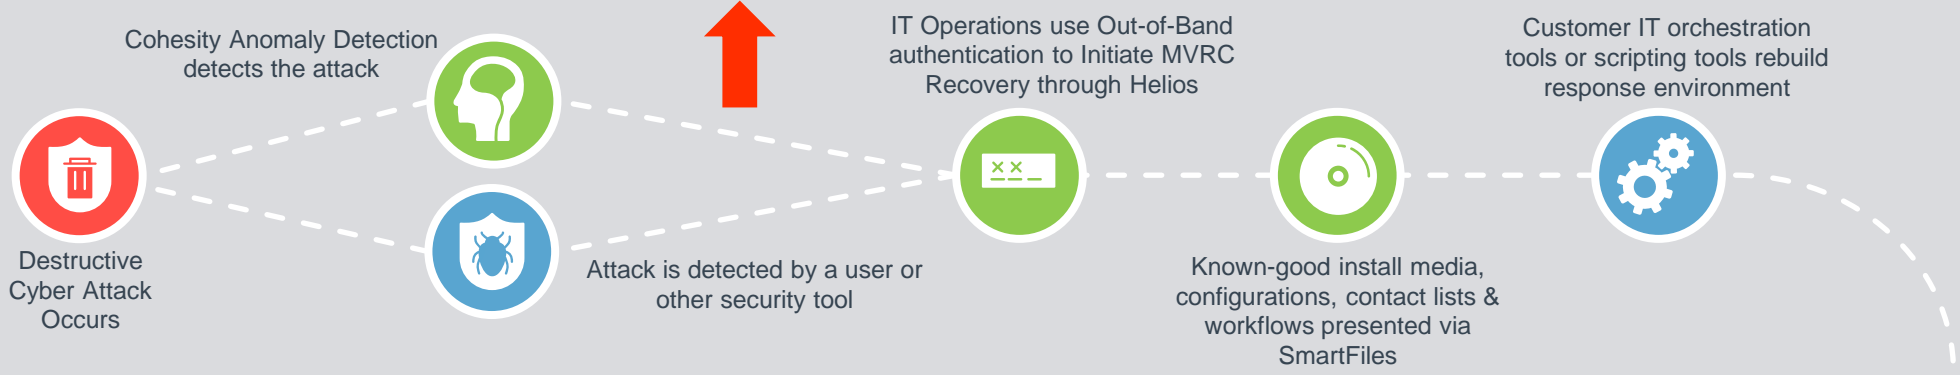 Cohesity Anomaly Detection
detects the attack
Destructive
Cyber Attack
Occurs
Attack is detected by a user or
other security tool
IT Operations use Out-of-Band
authentication to Initiate MVRC
Recovery through Helios
Known-good install media,
configurations, contact lists &
workflows presented via
SmartFiles
Customer IT orchestration
tools or scripting tools rebuild
response environment